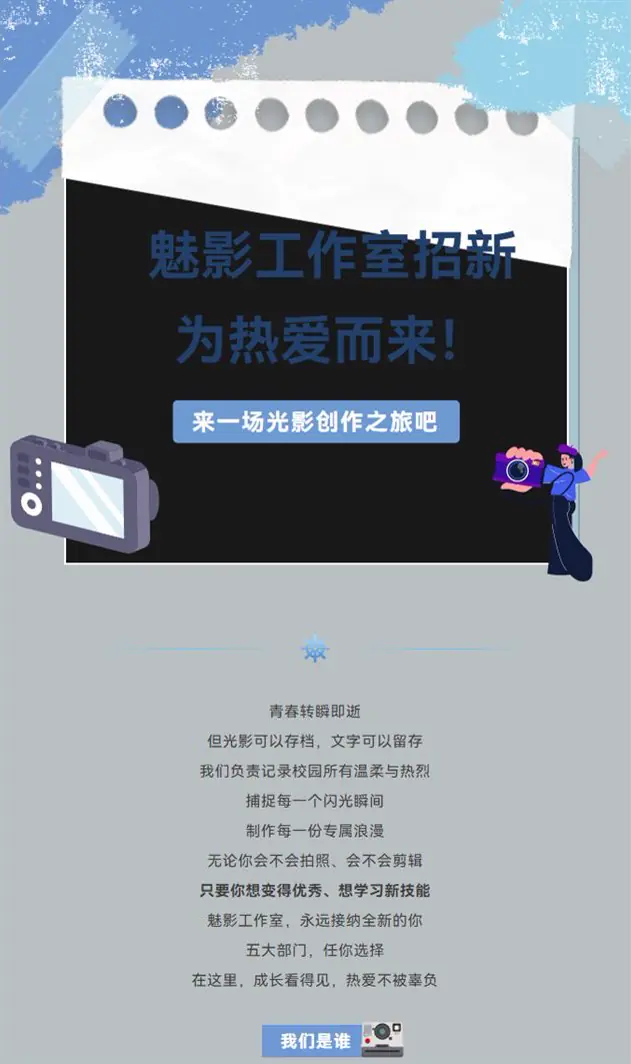 魅影工作室招新
为热爱而来！
来一场光影创作之旅吧
青春转瞬即逝
但光影可以存档，文字可以留存
我们负责记录校园所有温柔与热烈
捕捉每一个闪光瞬间
制作每一份专属浪漫
无论你会不会拍照、会不会剪辑
只要你想变得优秀、想学习新技能
魅影工作室，永远接纳全新的你
五大部门，任你选择
在这里，成长看得见，热爱不被辜负
我们是谁